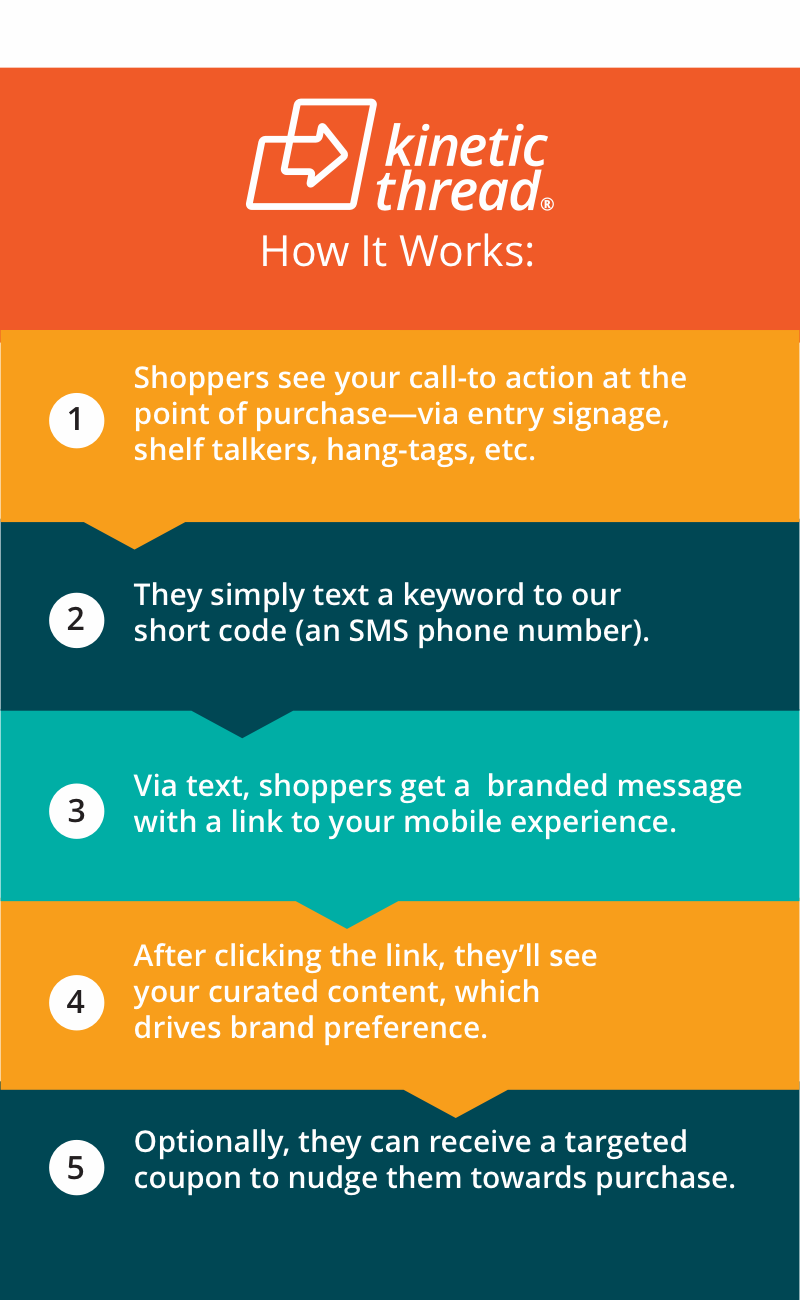 kinetic
thread®
How It Works:
1
Shoppers see your call-to action at the
point of purchase—via entry signage,
shelf talkers, hang-tags, etc.
2
They simply text a keyword to our
short code (an SMS phone number).
3
Via text, shoppers get a  branded message
with a link to your mobile experience.
4
After clicking the link, they’ll see
your curated content, which
drives brand preference.
5
Optionally, they can receive a targeted
coupon to nudge them towards purchase.